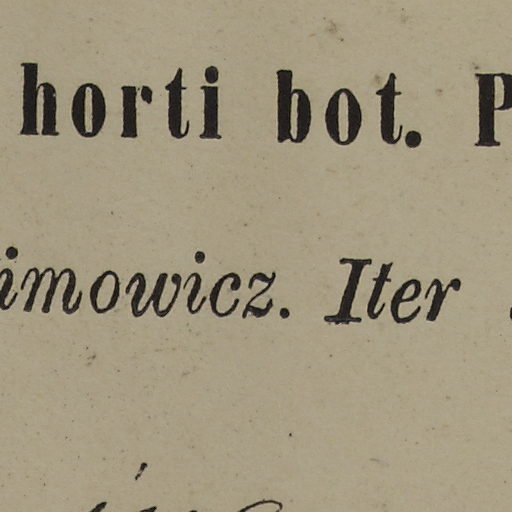 horti bot. P
imowicz. Iter